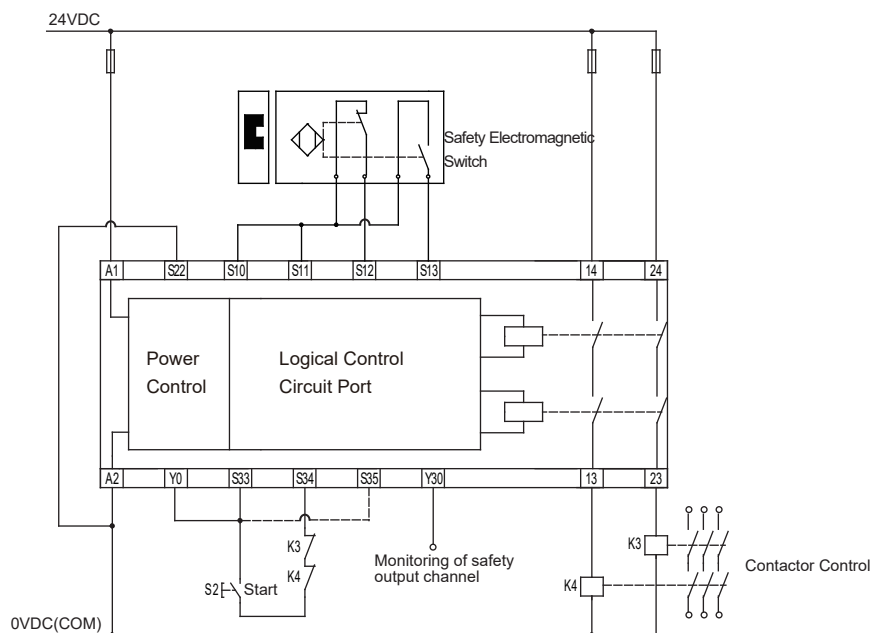 24VDC
Safety Electromagnetic
Switch
A1 S22 S10 S11 S12 S13 14 24
Power
Control
Logical Control
Circuit Port
A2 Y0 S33 S34 S35 Y30 13 23
K3
K4
S2 Start
Monitoring of safety
output channel
K3
K4
Contactor Control
0VDC(COM)